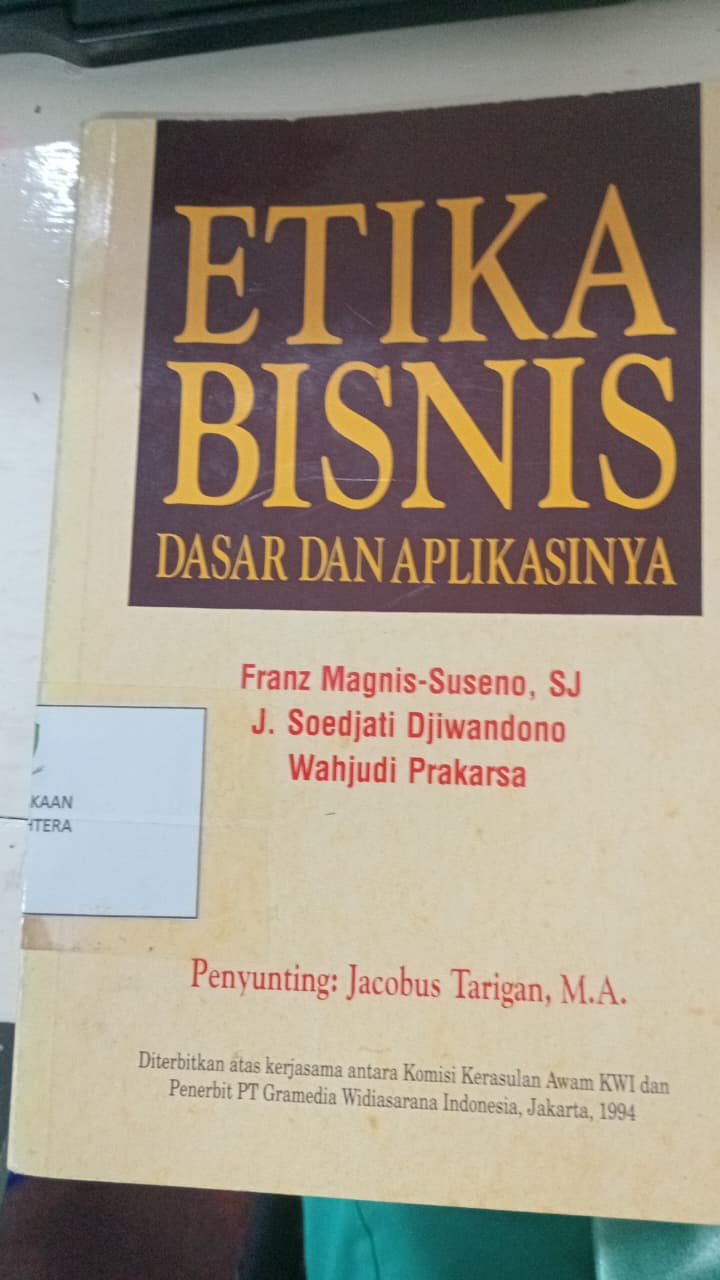 ETIKA
BISNIS
DASAR DAN APLIKASINYA
Franz Magnis-Suseno, SJ
J. Soedjati Djiwandono
Wahjudi Prakarsa
KAAN
HTERA
Penyunting: Jacobus Tarigan, M.A.
Diterbitkan atas kerjasama antara Komisi Kerasulan Awam KWI dan
Penerbit PT Gramedia Widiasarana Indonesia, Jakarta, 1994